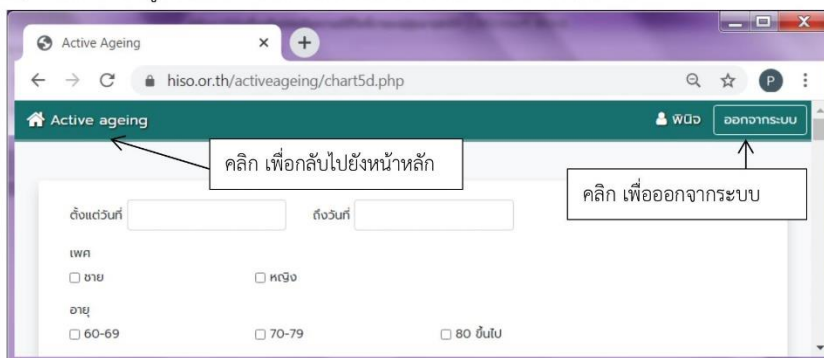 Active Ageing
hiso.or.th/activeageing/chart5d.php
P
Active ageing
พินิจ
ออกจากระบบ
คลิก เพื่อกลับไปยังหน้าหลัก
คลิก เพื่อออกจากระบบ
ตั้งแต่วันที่
ถึงวันที่
เพศ
ชาย หญิง
อายุ
60-69 70-79 80 ขึ้นไป